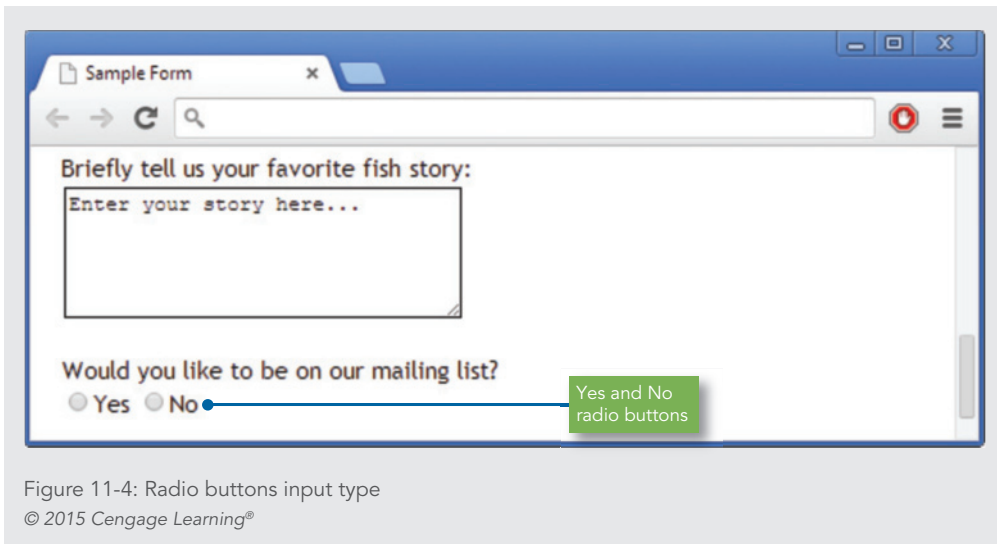 Sample Form
Briefly tell us your favorite fish story:
Enter your story here...
Would you like to be on our mailing list?
Yes No
Yes and No
radio buttons
Figure 11-4: Radio buttons input type
© 2015 Cengage Learning®